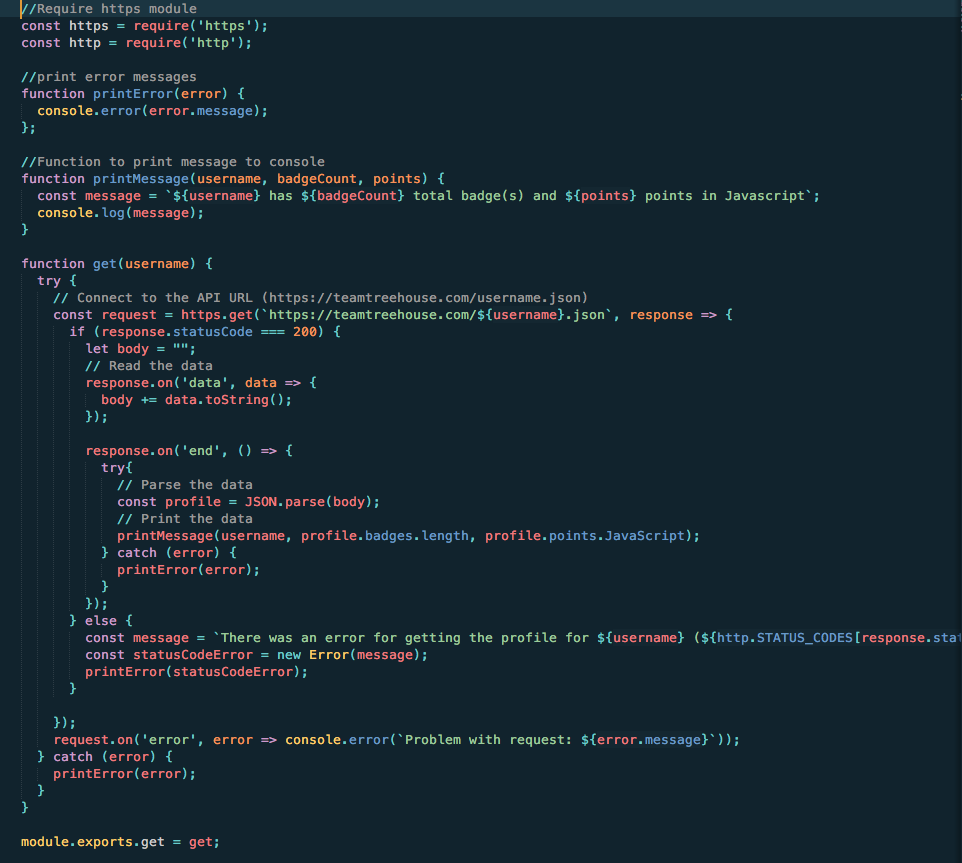 //Require https module
const https = require('https');
const http = require('http');

//print error messages
function printError(error) {
  console.error(error.message);
};

//Function to print message to console
function printMessage(username, badgeCount, points) {
  const message = `${username} has ${badgeCount} total badge(s) and ${points} points in Javascript`;
  console.log(message);
}

function get(username) {
  try {
    // Connect to the API URL (https://teamtreehouse.com/username.json)
    const request = https.get(`https://teamtreehouse.com/${username}.json`, response => {
      if (response.statusCode === 200) {
        let body = "";
        // Read the data
        response.on('data', data => {
          body += data.toString();
        });

        response.on('end', () => {
          try{
            // Parse the data
            const profile = JSON.parse(body);
            // Print the data
            printMessage(username, profile.badges.length, profile.points.JavaScript);
          } catch (error) {
            printError(error);
          }
        });
      } else {
        const message = `There was an error for getting the profile for ${username} (${http.STATUS_CODES[response.stat
        const statusCodeError = new Error(message);
        printError(statusCodeError);
      }

    });
    request.on('error', error => console.error(`Problem with request: ${error.message}`));
  } catch (error) {
    printError(error);
  }
}

module.exports.get = get;